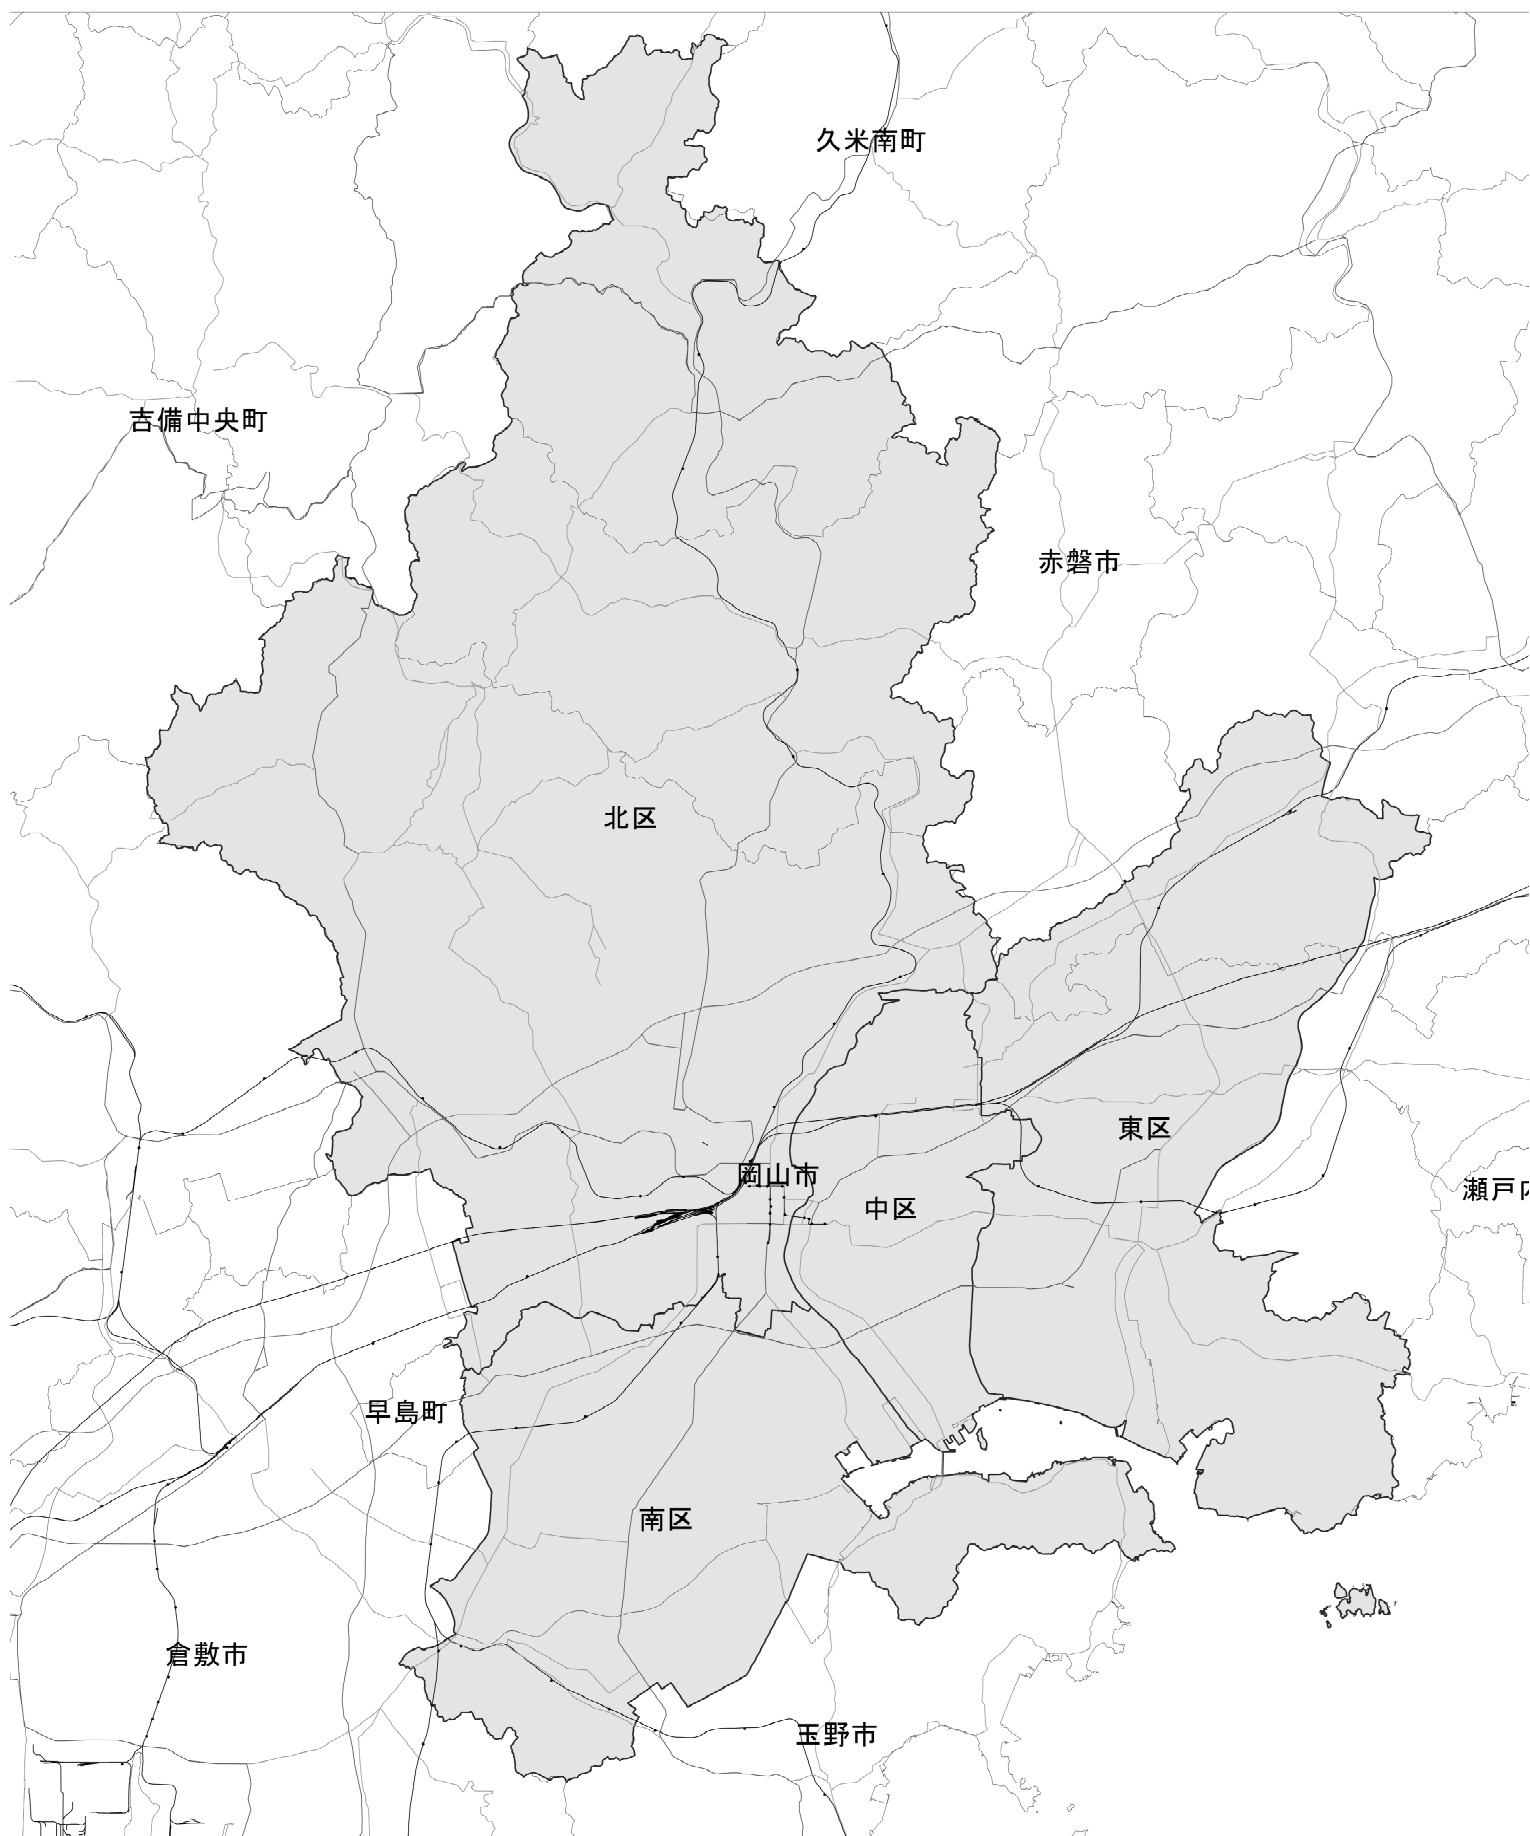 久米南町
吉備中央町
赤磐市
北区
東区
岡山市
瀬戸内
中区
早島町
南区
倉敷市
玉野市